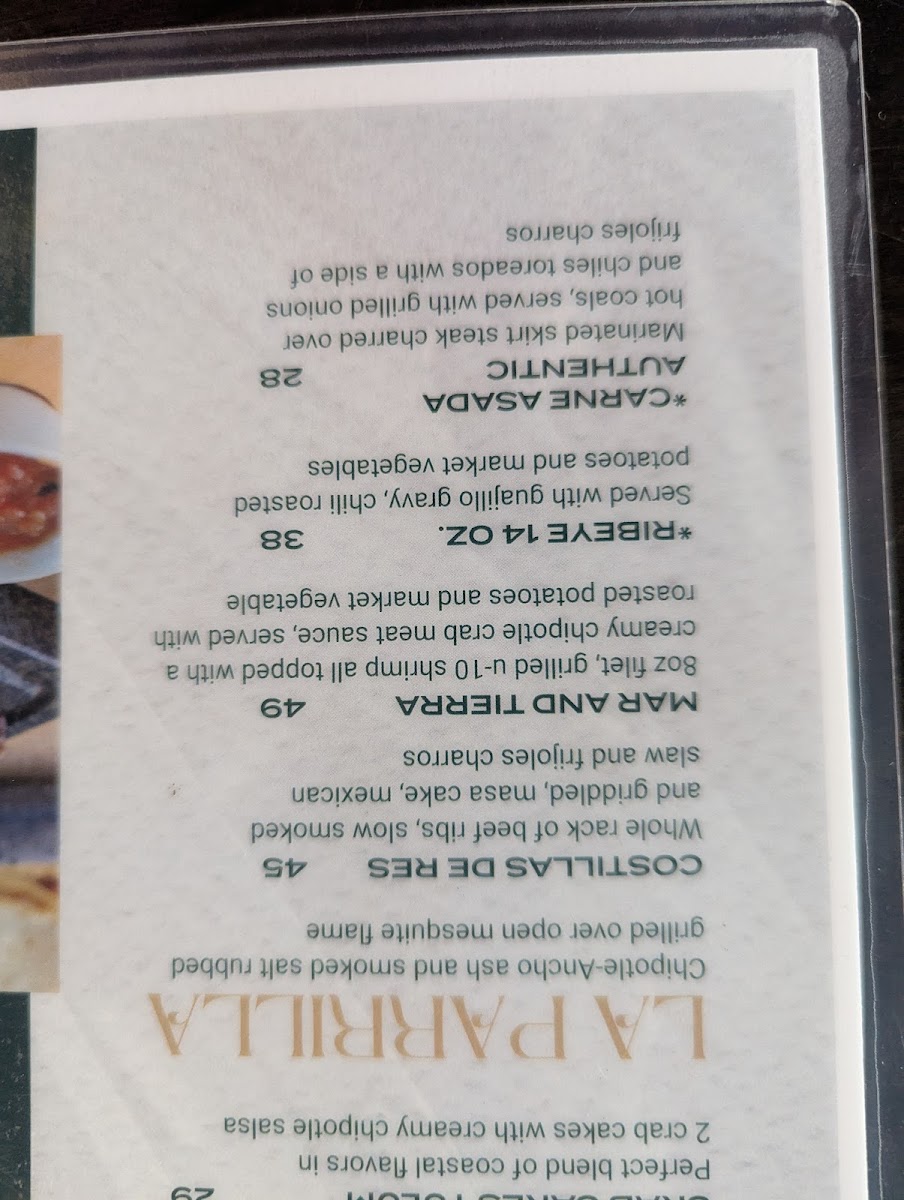 29
Perfect blend of coastal flavors in
2 crab cakes with creamy chipotle salsa
LA PARRILLA
Chipotle-Ancho ash and smoked salt rubbed
grilled over open mesquite flame
COSTILLAS DE RES 45
Whole rack of beef ribs, slow smoked
and griddled, masa cake, mexican
slaw and frijoles charros
MAR AND TIERRA 49
8oz filet, grilled u-10 shrimp all topped with a
creamy chipotle crab meat sauce, served with
roasted potatoes and market vegetable
*RIBEYE 14 OZ. 38
Served with guajillo gravy, chili roasted
potatoes and market vegetables
*CARNE ASADA
AUTHENTIC 28
Marinated skirt steak charred over
hot coals, served with grilled onions
and chiles toreados with a side of
frijoles charros